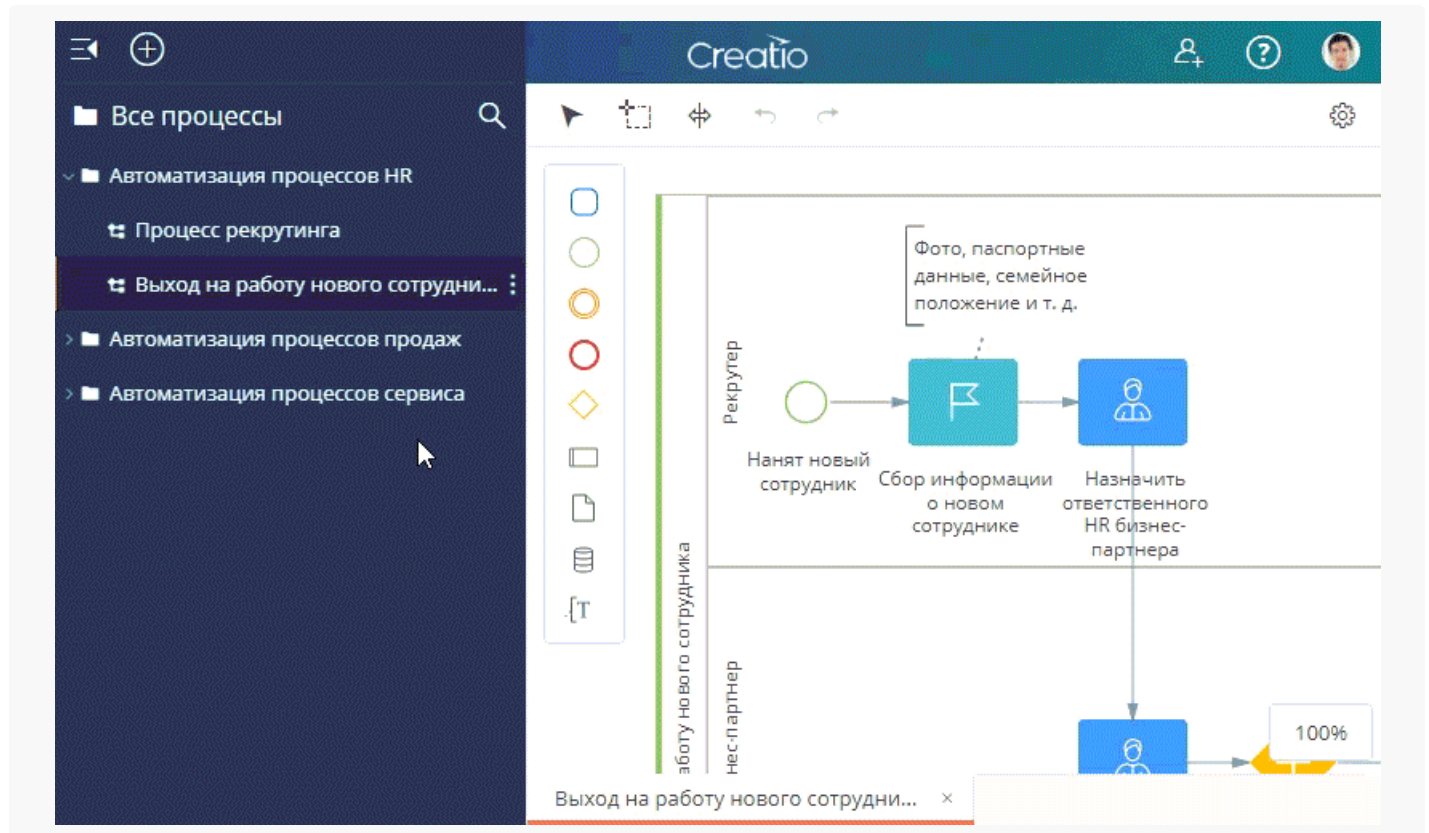 Creatio
Все процессы
Автоматизация процессов HR
Процесс рекрутинга
Выход на работу нового сотрудни...
Автоматизация процессов продаж
Автоматизация процессов сервиса
T
Фото, паспортные
данные, семейное
положение и т. д.
Рекрутер
Нанят новый
сотрудник
Сбор информации
о новом
сотруднике
Назначить
ответственного
HR бизнес-
партнера
аботу нового сотрудника
нес-партнер
100%
Выход на работу нового сотрудни...